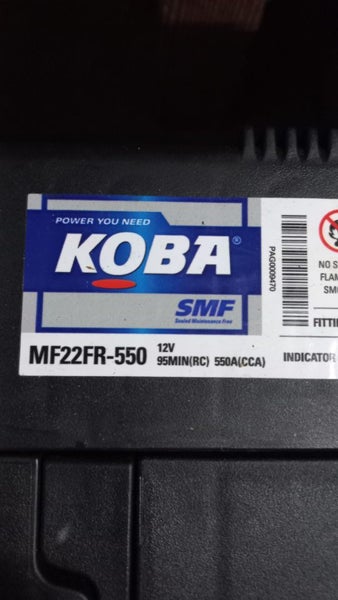 POWER YOU NEED
KOBA®
SMF
Sealed Maintenance Free
MF22FR-550
12V
95MIN(RC) 550A(CCA)
PAG0009470
NO S
FLAM
SMO
FITTI
INDICATOR